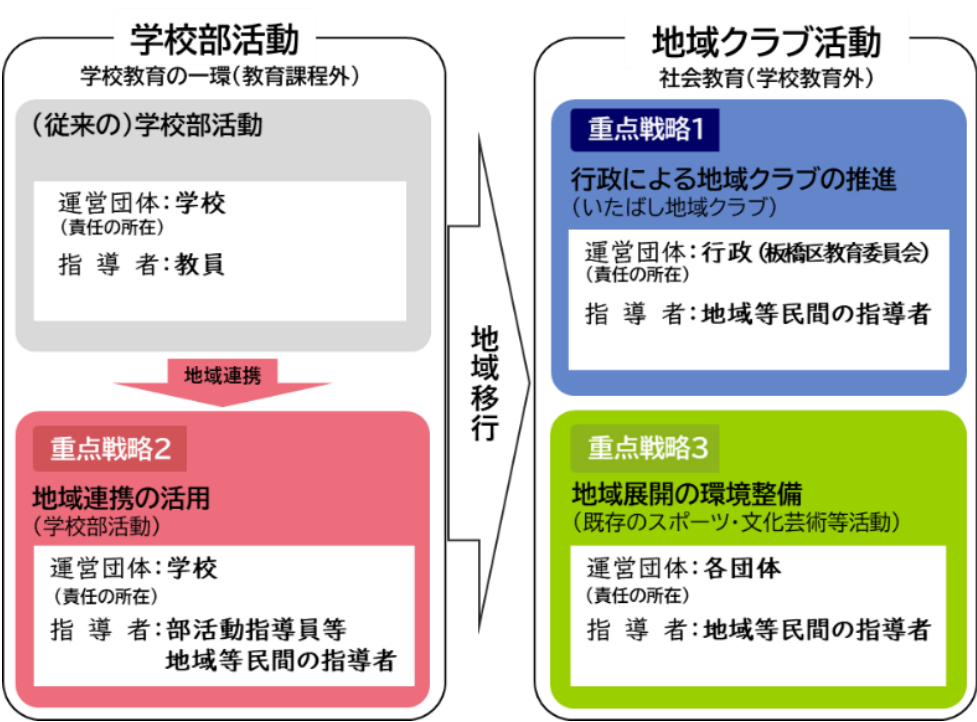 学校部活動
学校教育の一環(教育課程外)
(従来の)学校部活動
運営団体:学校
(責任の所在)
指導者:教員
地域連携
重点戦略2
地域連携の活用
(学校部活動)
運営団体:学校
(責任の所在)
指導者:部活動指導員等
地域等民間の指導者
地域移行
地域クラブ活動
社会教育(学校教育外)
重点戦略1
行政による地域クラブの推進
(いたばし地域クラブ)
運営団体:行政(板橋区教育委員会)
(責任の所在)
指導者:地域等民間の指導者
重点戦略3
地域展開の環境整備
(既存のスポーツ・文化芸術等活動)
運営団体:各団体
(責任の所在)
指導者:地域等民間の指導者